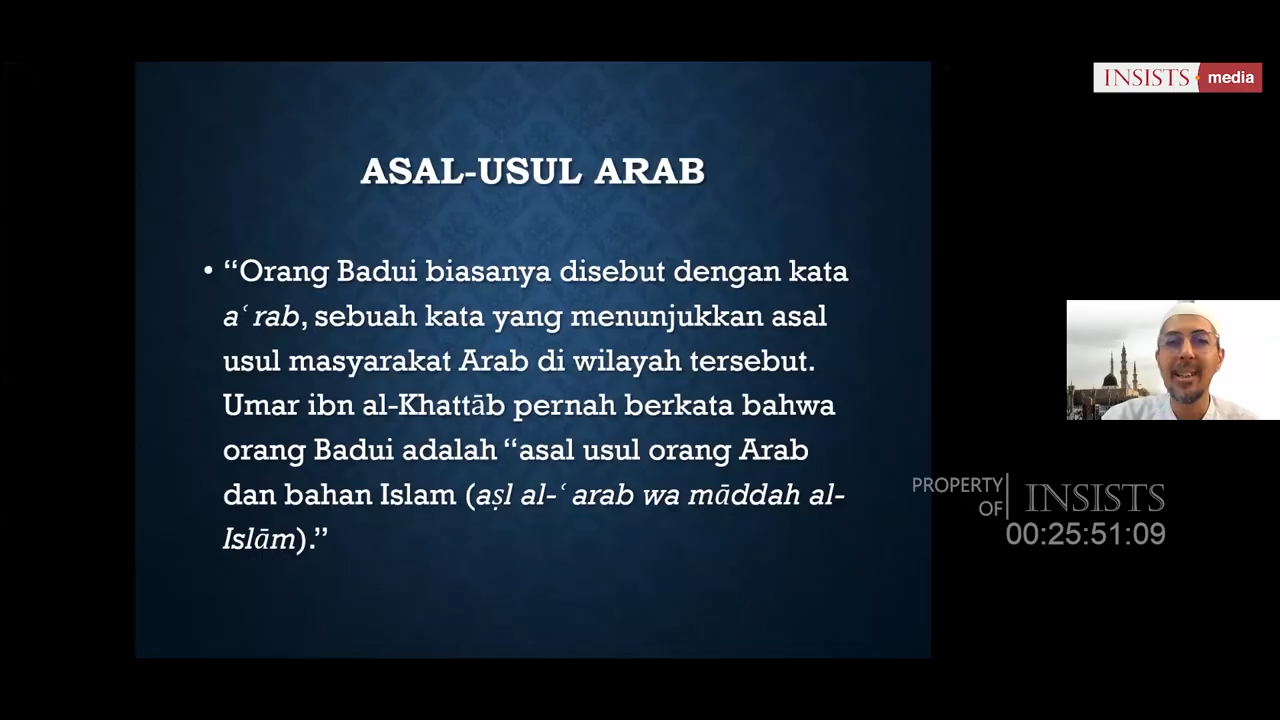 INSISTS media
ASAL-USUL ARAB
• “Orang Badui biasanya disebut dengan kata
aʿrab, sebuah kata yang menunjukkan asal
usul masyarakat Arab di wilayah tersebut.
Umar ibn al-Khattāb pernah berkata bahwa
orang Badui adalah “asal usul orang Arab
dan bahan Islam (aṣl al-ʿarab wa māddah al-
Islām).”
PROPERTY
OF
INSISTS
00:25:51:09